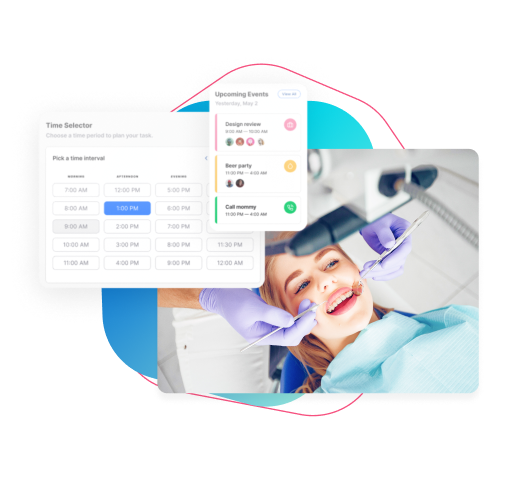 Upcoming Events
View All
Yesterday, May 2
Design review
8:00 AM — 10:00 AM
Beer party
11:00 PM — 4:00 AM
Call mommy
11:00 PM — 4:00 AM
Time Selector
Choose a time period to plan your task.
Pick a time interval
MORNING AFTERNOON EVENING
7:00 AM 12:00 PM 5:00 PM
8:00 AM 1:00 PM 6:00 PM
9:00 AM 2:00 PM 7:00 PM
10:00 AM 3:00 PM 8:00 PM 11:30 PM
11:00 AM 4:00 PM 9:00 PM 12:00 AM